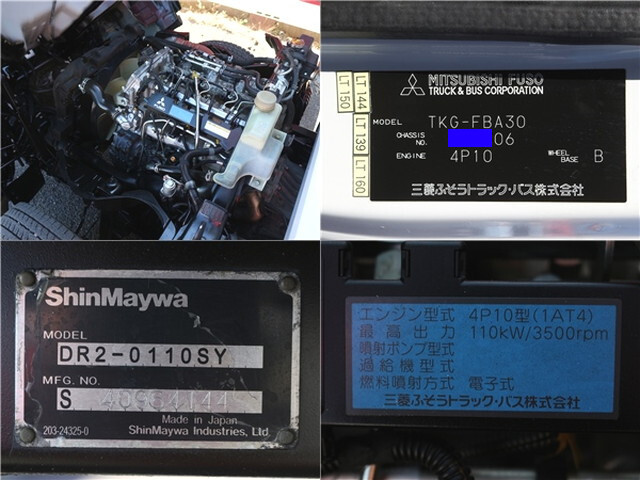 MITSUBISHI FUSO
TRUCK & BUS CORPORATION
LT 150
LT 144
LT 139
LT 160
MODEL TKG-FBA30
CHASSIS NO. 06
ENGINE 4P10 WHEEL BASE B
三菱ふそうトラック・バス株式会社
ShinMaywa
MODEL
DR2-0110SY
MFG. NO.
S 40964144
Made in Japan
203-24325-0 ShinMaywa Industries, Ltd.
エンジン型式 4P10型(1AT4)
最高出力 110kW/3500rpm
噴射ポンプ型式
過給機型式
燃料噴射方式 電子式
三菱ふそうトラック・バス株式会社